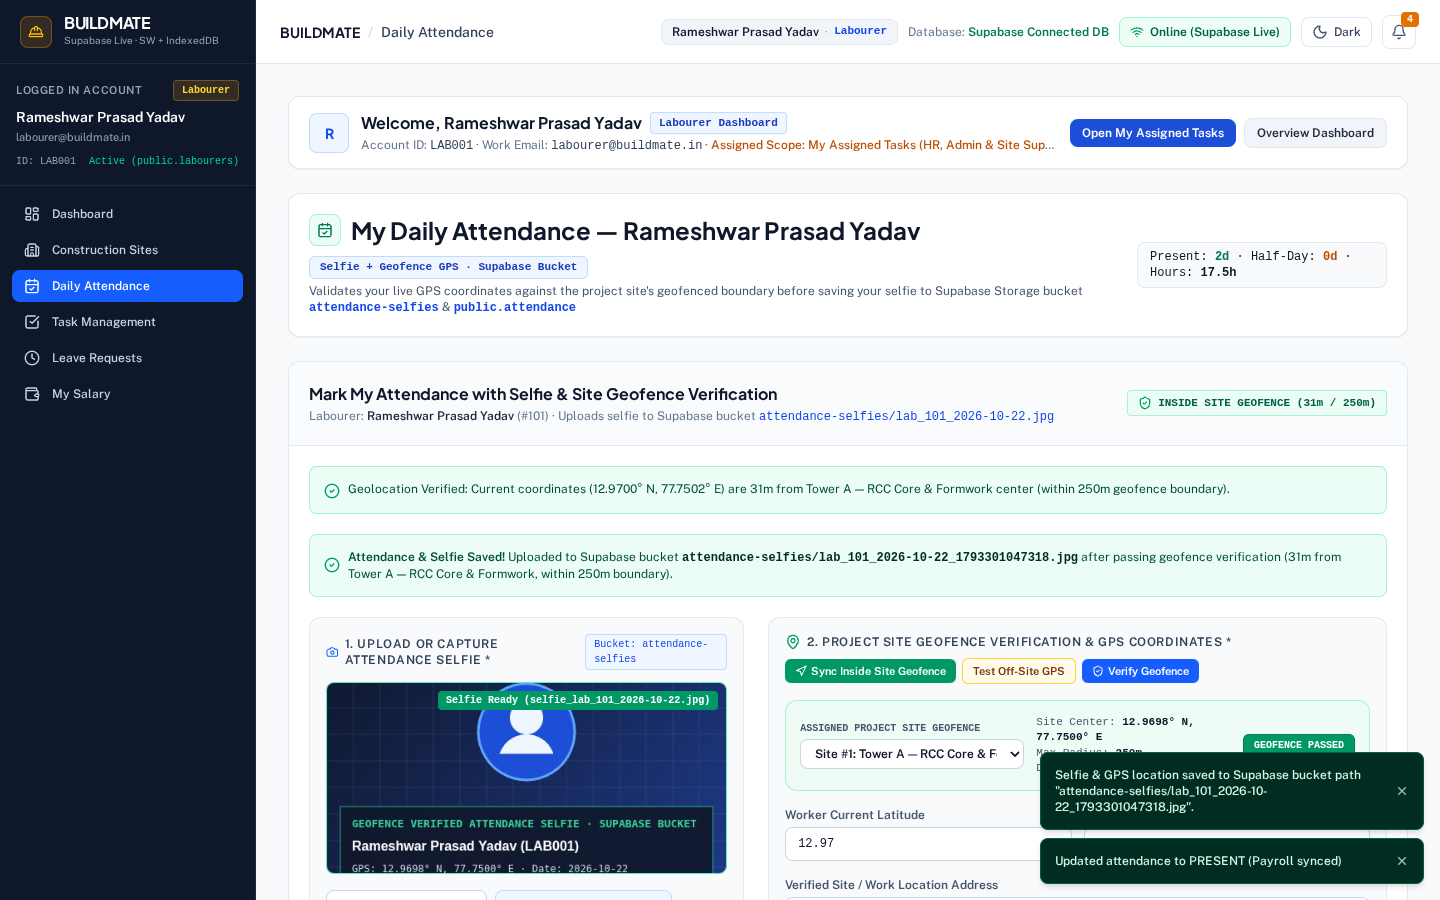 BUILDMATE
Supabase Live · SW + IndexedDB
LOGGED IN ACCOUNT
Labourer
Rameshwar Prasad Yadav
labourer@buildmate.in
ID: LAB001 Active (public.labourers)
Dashboard
Construction Sites
Daily Attendance
Task Management
Leave Requests
My Salary
BUILDMATE / Daily Attendance
Rameshwar Prasad Yadav · Labourer
Database: Supabase Connected DB
Online (Supabase Live)
Dark
4
R
Welcome, Rameshwar Prasad Yadav
Labourer Dashboard
Account ID: LAB001 · Work Email: labourer@buildmate.in · Assigned Scope: My Assigned Tasks (HR, Admin & Site Sup...
Open My Assigned Tasks
Overview Dashboard
My Daily Attendance — Rameshwar Prasad Yadav
Selfie + Geofence GPS · Supabase Bucket
Validates your live GPS coordinates against the project site's geofenced boundary before saving your selfie to Supabase Storage bucket
attendance-selfies & public.attendance
Present: 2d · Half-Day: 0d ·
Hours: 17.5h
Mark My Attendance with Selfie & Site Geofence Verification
Labourer: Rameshwar Prasad Yadav (#101) · Uploads selfie to Supabase bucket attendance-selfies/lab_101_2026-10-22.jpg
INSIDE SITE GEOFENCE (31m / 250m)
Geolocation Verified: Current coordinates (12.9700° N, 77.7502° E) are 31m from Tower A — RCC Core & Formwork center (within 250m geofence boundary).
Attendance & Selfie Saved! Uploaded to Supabase bucket attendance-selfies/lab_101_2026-10-22_1793301047318.jpg after passing geofence verification (31m from
Tower A — RCC Core & Formwork, within 250m boundary).
1. UPLOAD OR CAPTURE
ATTENDANCE SELFIE *
Bucket: attendance-
selfies
Selfie Ready (selfie_lab_101_2026-10-22.jpg)
GEOFENCE VERIFIED ATTENDANCE SELFIE · SUPABASE BUCKET
Rameshwar Prasad Yadav (LAB001)
GPS: 12.9698° N, 77.7500° E · Date: 2026-10-22
2. PROJECT SITE GEOFENCE VERIFICATION & GPS COORDINATES *
Sync Inside Site Geofence
Test Off-Site GPS
Verify Geofence
ASSIGNED PROJECT SITE GEOFENCE
Site #1: Tower A — RCC Core & Fo
Site Center: 12.9698° N,
77.7500° E
Max Radius: 250m
GEOFENCE PASSED
Worker Current Latitude
12.97
Verified Site / Work Location Address
Selfie & GPS location saved to Supabase bucket path
"attendance-selfies/lab_101_2026-10-
22_1793301047318.jpg".
Updated attendance to PRESENT (Payroll synced)